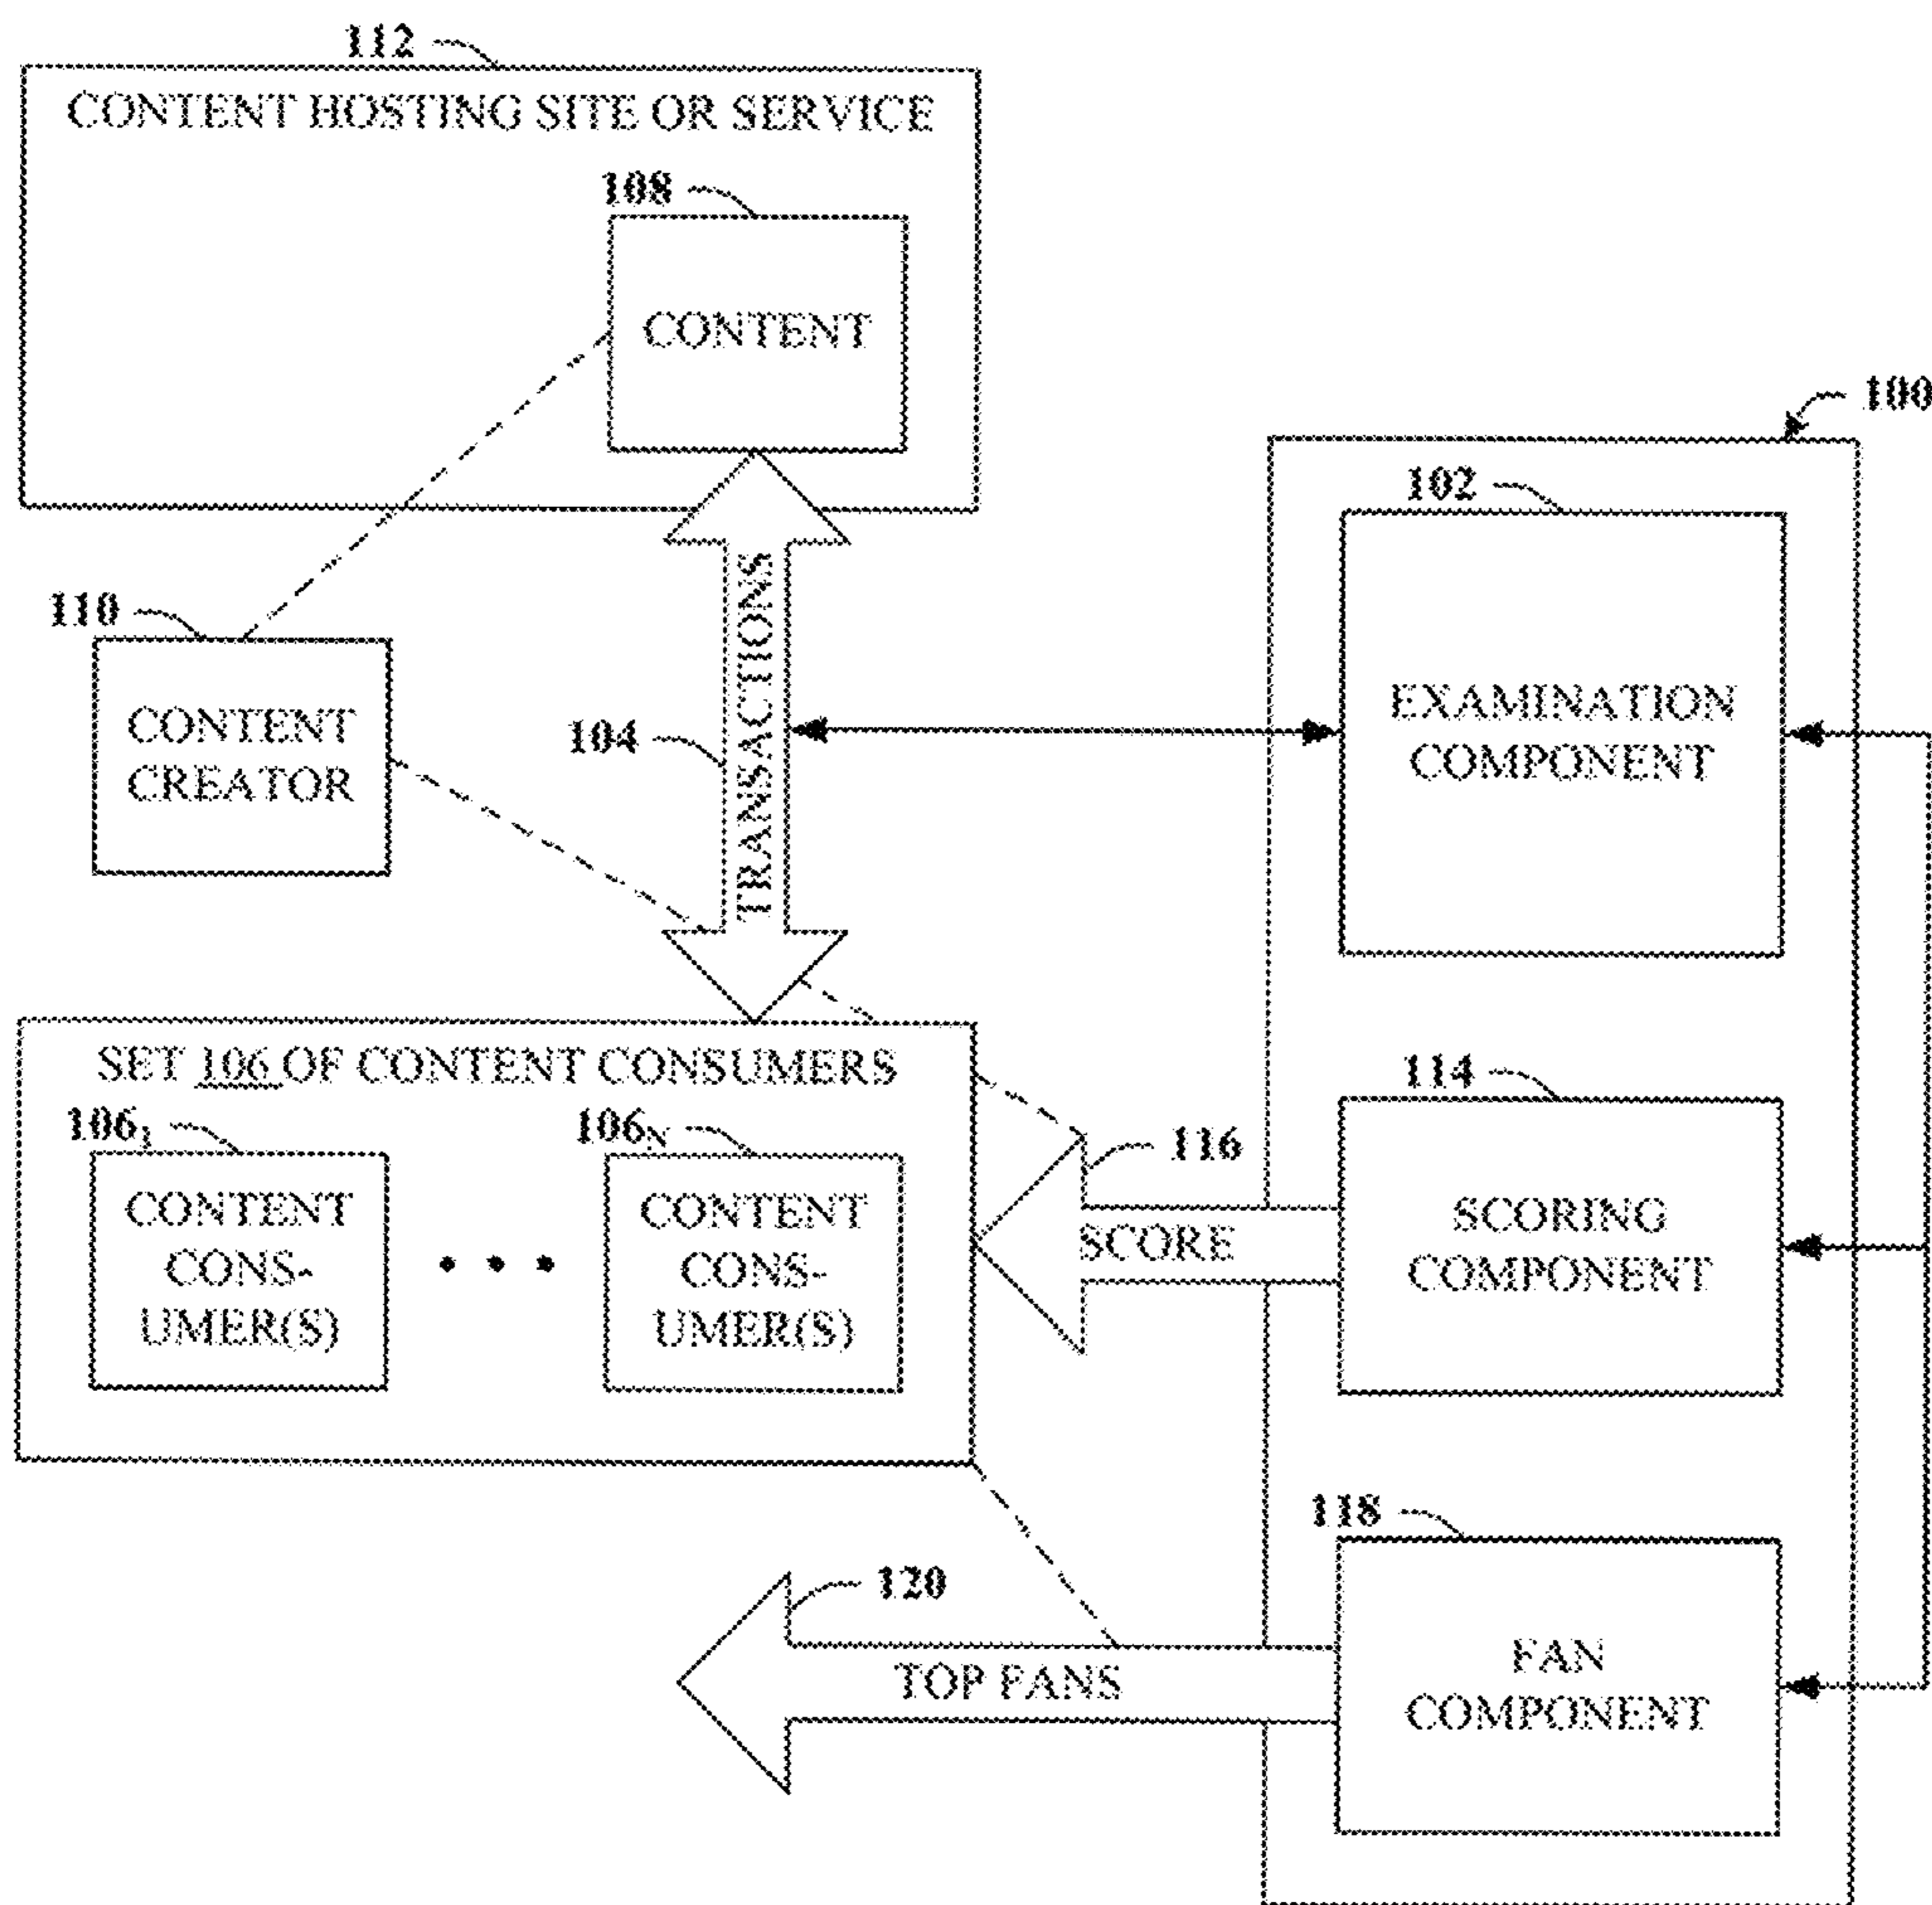 112
CONTENT HOSTING SITE OR SERVICE
108
CONTENT
100
102
110
CONTENT
CREATOR
104
TRANSACTIONS
EXAMINATION
COMPONENT
SET 106 OF CONTENT CONSUMERS
106₁
106ₙ
CONTENT
CONS-
UMER(S)
CONTENT
CONS-
UMER(S)
114
116
SCORE
SCORING
COMPONENT
118
120
TOP FANS
FAN
COMPONENT